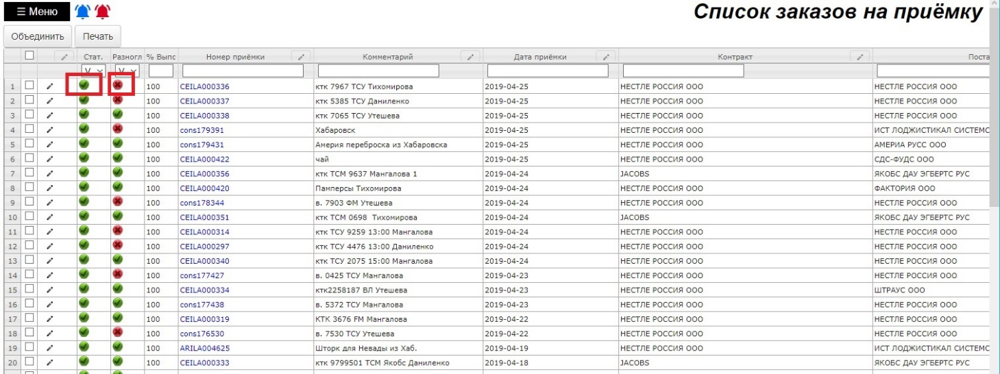 ☰ Меню
Список заказов на приёмку
Объединить Печать
Стат. Разногл % Выпс Номер приёмки Комментарий Дата приёмки Контракт Поста
V V
1 100 CEILA000336 ктк 7967 ТСУ Тихомирова 2019-04-25 НЕСТЛЕ РОССИЯ ООО НЕСТЛЕ РОССИЯ ООО
2 100 CEILA000337 ктк 5385 ТСУ Даниленко 2019-04-25 НЕСТЛЕ РОССИЯ ООО НЕСТЛЕ РОССИЯ ООО
3 100 CEILA000338 ктк 7065 ТСУ Утешева 2019-04-25 НЕСТЛЕ РОССИЯ ООО НЕСТЛЕ РОССИЯ ООО
4 100 cons179391 Хабаровск 2019-04-25 НЕСТЛЕ РОССИЯ ООО ИСТ ЛОДЖИСТИКАЛ СИСТЕМС
5 100 cons179431 Америя переброска из Хабаровска 2019-04-25 НЕСТЛЕ РОССИЯ ООО АМЕРИА РУСС ООО
6 100 CEILA000422 чай 2019-04-25 НЕСТЛЕ РОССИЯ ООО СДС-ФУДС ООО
7 100 CEILA000356 ктк ТСМ 9637 Мангалова 1 2019-04-24 JACOBS ЯКОБС ДАУ ЭГБЕРТС РУС
8 100 CEILA000420 Памперсы Тихомирова 2019-04-24 НЕСТЛЕ РОССИЯ ООО ФАКТОРИЯ ООО
9 100 cons178344 в. 7903 ФМ Утешева 2019-04-24 НЕСТЛЕ РОССИЯ ООО НЕСТЛЕ РОССИЯ ООО
10 100 CEILA000351 ктк ТСМ 0698 Тихомирова 2019-04-24 JACOBS ЯКОБС ДАУ ЭГБЕРТС РУС
11 100 CEILA000314 ктк ТСУ 9259 13:00 Мангалова 2019-04-24 НЕСТЛЕ РОССИЯ ООО НЕСТЛЕ РОССИЯ ООО
12 100 CEILA000297 ктк ТСУ 4476 13:00 Даниленко 2019-04-24 НЕСТЛЕ РОССИЯ ООО НЕСТЛЕ РОССИЯ ООО
13 100 CEILA000340 ктк ТСУ 2075 15:00 Мангалова 2019-04-24 НЕСТЛЕ РОССИЯ ООО НЕСТЛЕ РОССИЯ ООО
14 100 cons177427 в. 0425 ТСУ Мангалова 2019-04-23 НЕСТЛЕ РОССИЯ ООО НЕСТЛЕ РОССИЯ ООО
15 100 CEILA000334 ктк2258187 ВЛ Утешева 2019-04-23 НЕСТЛЕ РОССИЯ ООО ШТРАУС ООО
16 100 cons177438 в. 5372 ТСУ Мангалова 2019-04-23 НЕСТЛЕ РОССИЯ ООО НЕСТЛЕ РОССИЯ ООО
17 100 CEILA000319 КТК 3676 FM Мангалова 2019-04-22 НЕСТЛЕ РОССИЯ ООО НЕСТЛЕ РОССИЯ ООО
18 100 cons176530 в. 7530 ТСУ Утешева 2019-04-22 НЕСТЛЕ РОССИЯ ООО НЕСТЛЕ РОССИЯ ООО
19 100 ARILA004625 Шторк для Невады из Хаб. 2019-04-19 НЕСТЛЕ РОССИЯ ООО ИСТ ЛОДЖИСТИКАЛ СИСТЕМС
20 100 CEILA000333 ктк 9799501 ТСМ Якобс Даниленко 2019-04-18 JACOBS ЯКОБС ДАУ ЭГБЕРТС РУС